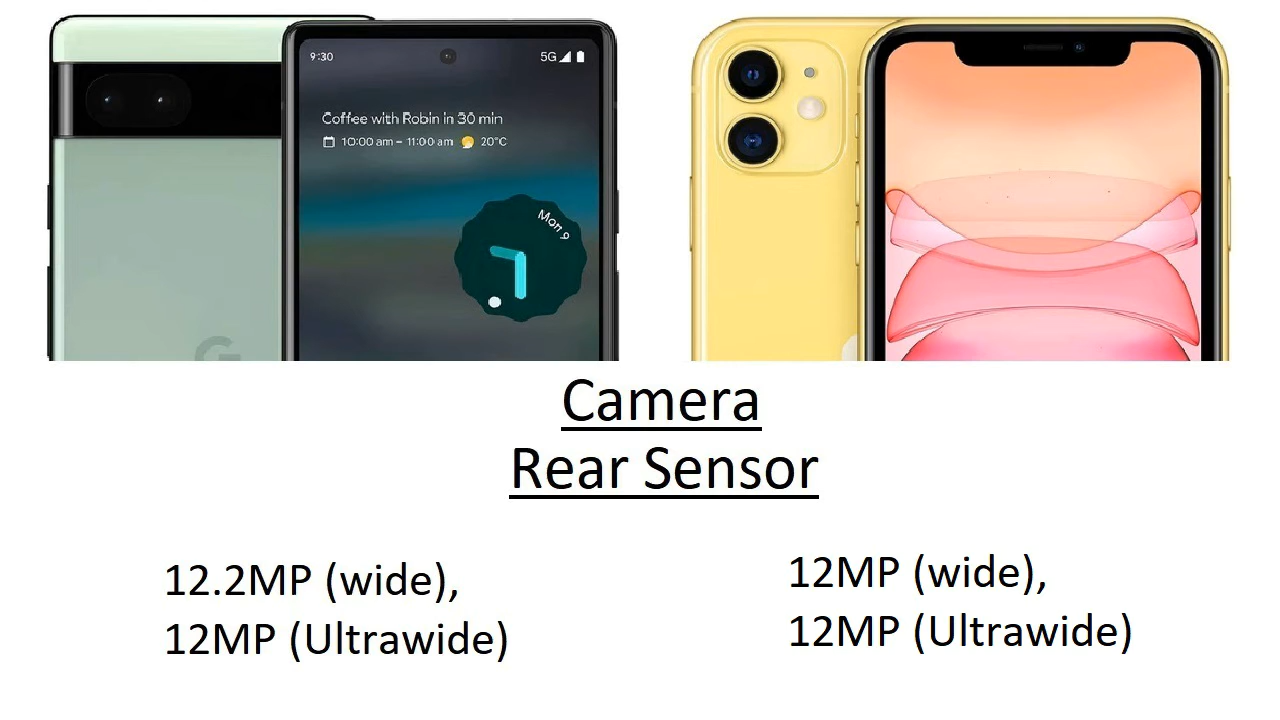 9:30
5G
Coffee with Robin in 30 min
10:00 am – 11:00 am
20°C
Mon 9
G
Camera
Rear Sensor
12.2MP (wide),
12MP (Ultrawide)
12MP (wide),
12MP (Ultrawide)